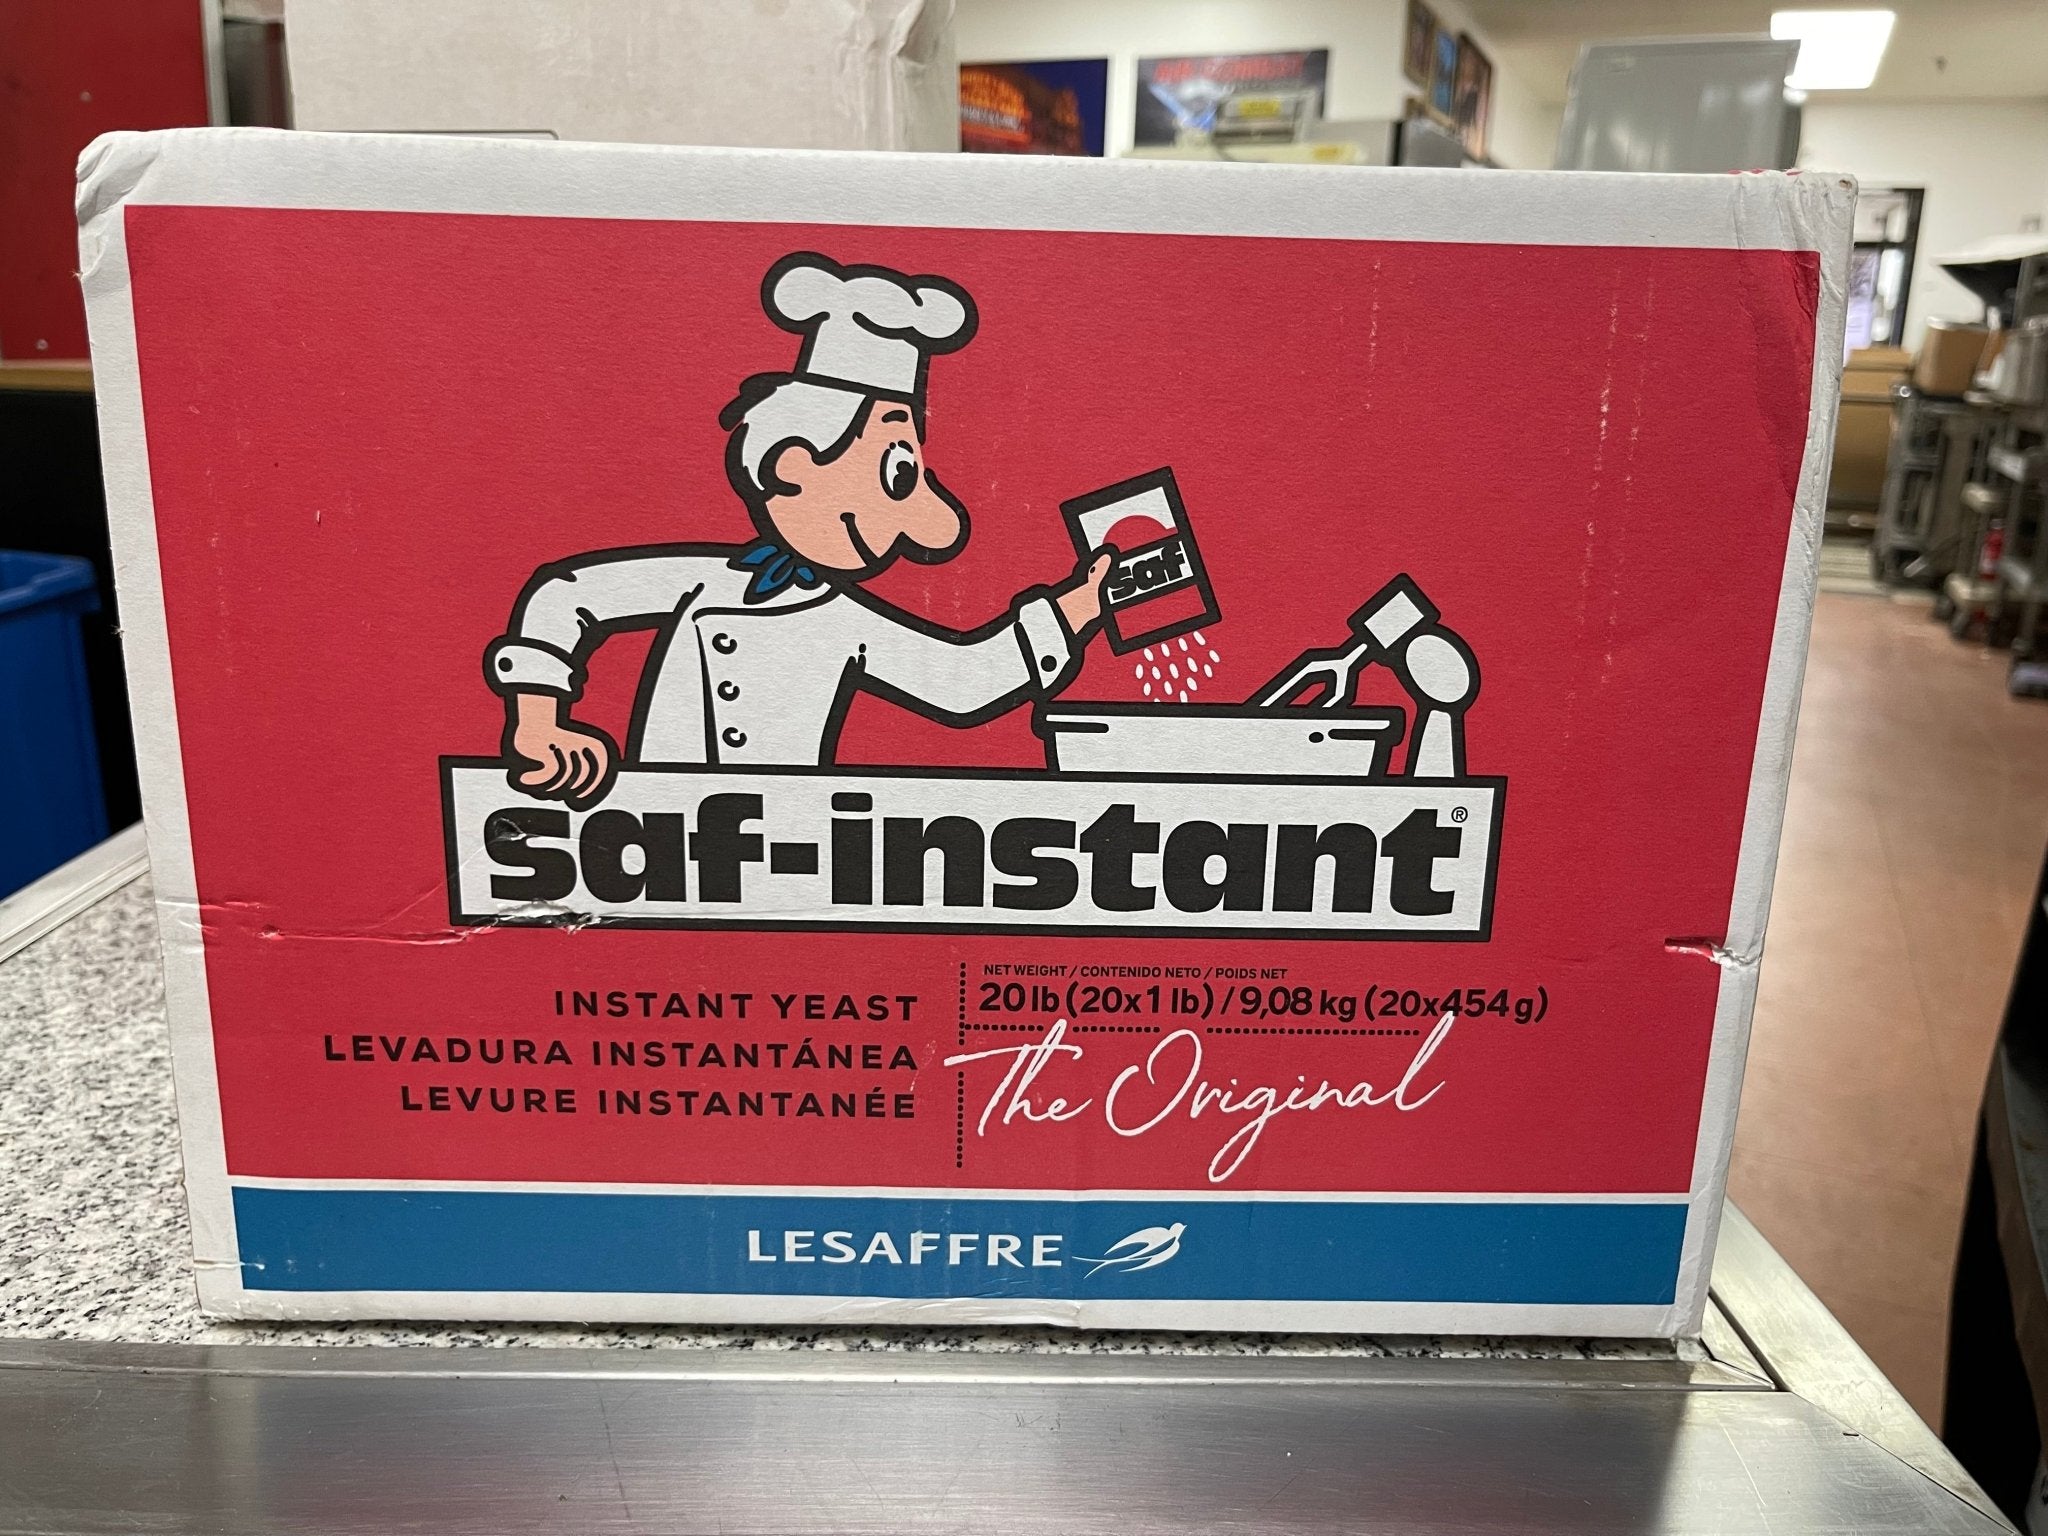 saf
saf-instant®
INSTANT YEAST
LEVADURA INSTANTÁNEA
LEVURE INSTANTANÉE
NET WEIGHT / CONTENIDO NETO / POIDS NET
20 lb (20x1 lb) / 9,08 kg (20x454 g)
The Original
LESAFFRE